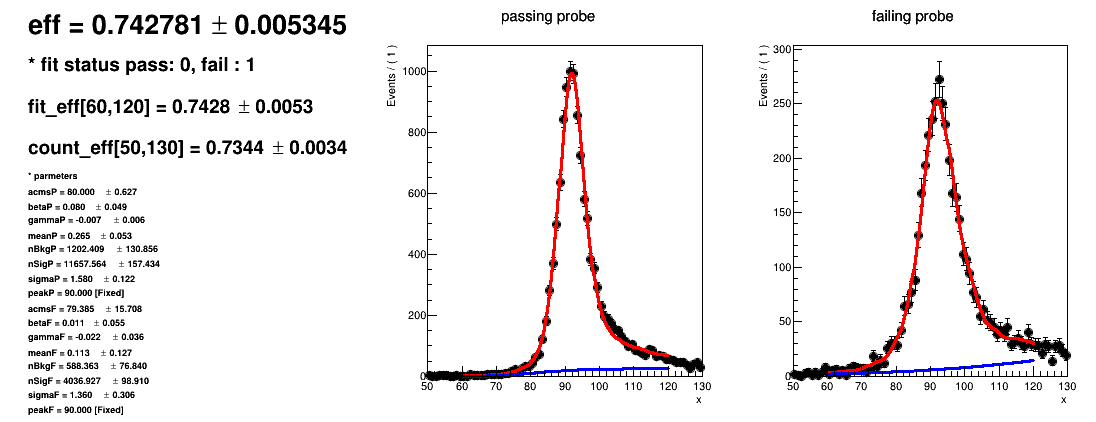 eff = 0.742781 ± 0.005345
* fit status pass: 0, fail : 1
fit_eff[60,120] = 0.7428 ± 0.0053
count_eff[50,130] = 0.7344 ± 0.0034
* parmeters
acmsP = 80.000 ± 0.627
betaP = 0.080 ± 0.049
gammaP = -0.007 ± 0.006
meanP = 0.265 ± 0.053
nBkgP = 1202.409 ± 130.856
nSigP = 11657.564 ± 157.434
sigmaP = 1.580 ± 0.122
peakP = 90.000 [Fixed]
acmsF = 79.385 ± 15.708
betaF = 0.011 ± 0.055
gammaF = -0.022 ± 0.036
meanF = 0.113 ± 0.127
nBkgF = 588.363 ± 76.840
nSigF = 4036.927 ± 98.910
sigmaF = 1.360 ± 0.306
peakF = 90.000 [Fixed]
passing probe
Events / ( 1 )
1000
800
600
400
200
0
50 60 70 80 90 100 110 120 130
x
failing probe
Events / ( 1 )
300
250
200
150
100
50
0
50 60 70 80 90 100 110 120 130
x